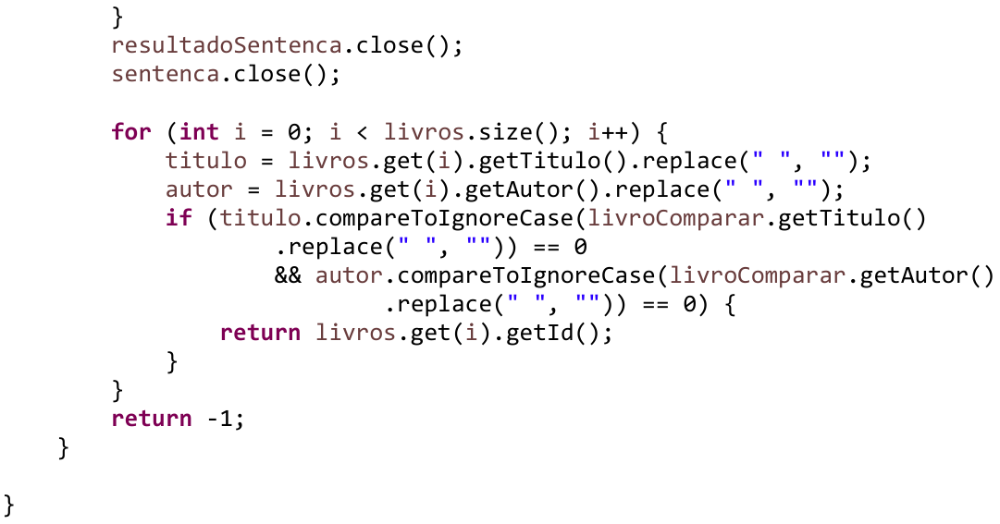 }
        resultadoSentenca.close();
        sentenca.close();

        for (int i = 0; i < livros.size(); i++) {
            titulo = livros.get(i).getTitulo().replace(" ", "");
            autor = livros.get(i).getAutor().replace(" ", "");
            if (titulo.compareToIgnoreCase(livroComparar.getTitulo()
                    .replace(" ", "")) == 0
                    && autor.compareToIgnoreCase(livroComparar.getAutor()
                            .replace(" ", "")) == 0) {
                return livros.get(i).getId();
            }
        }
        return -1;
    }

}